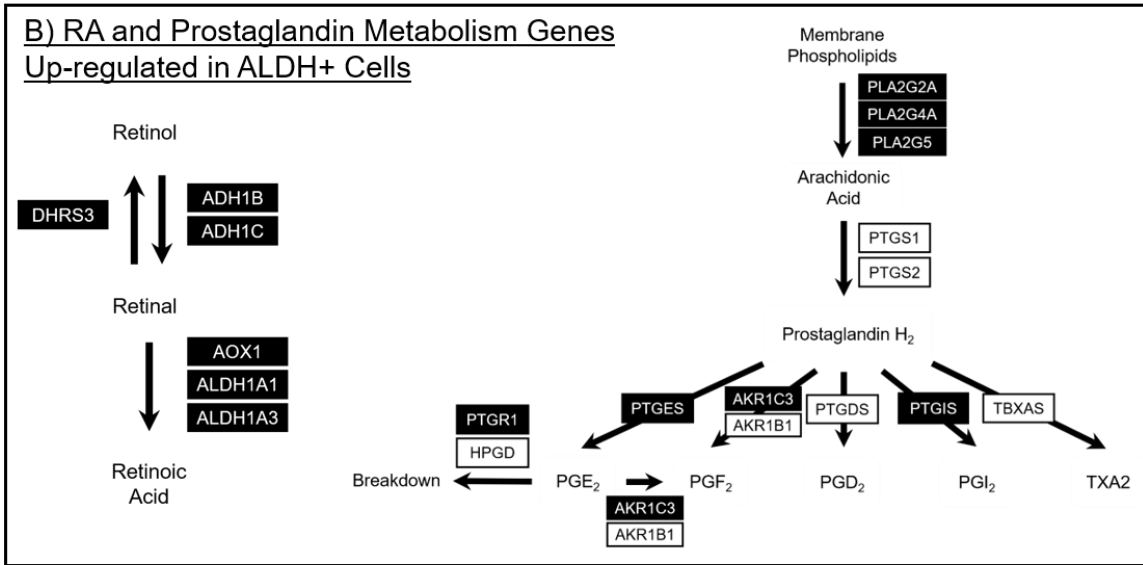 B) RA and Prostaglandin Metabolism Genes
Up-regulated in ALDH+ Cells
Retinol
DHRS3
ADH1B
ADH1C
Retinal
AOX1
ALDH1A1
ALDH1A3
Retinoic
Acid
Membrane
Phospholipids
PLA2G2A
PLA2G4A
PLA2G5
Arachidonic
Acid
PTGS1
PTGS2
Prostaglandin H₂
PTGES
AKR1C3
AKR1B1
PTGDS
PTGIS
TBXAS
PTGR1
HPGD
Breakdown
PGE₂
PGF₂
PGD₂
PGI₂
TXA2
AKR1C3
AKR1B1